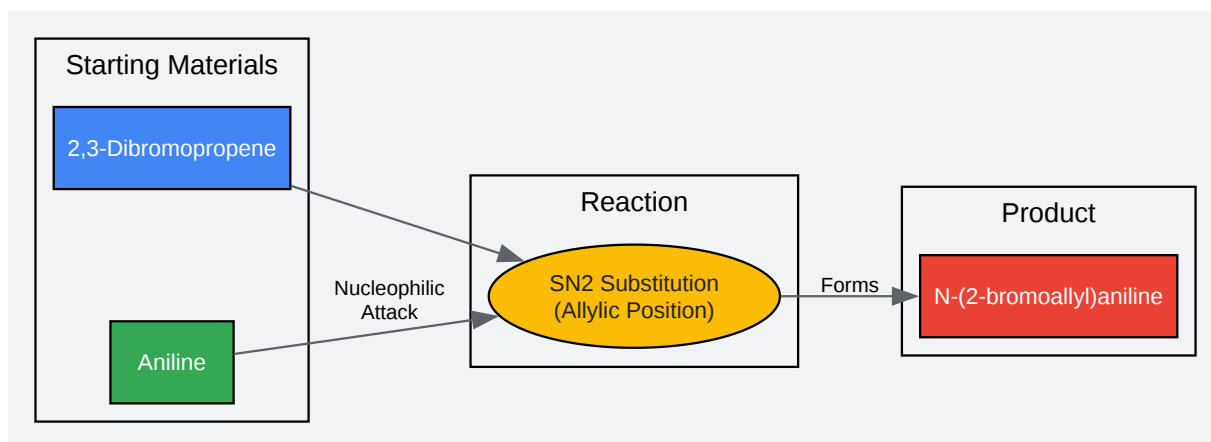 Starting Materials
2,3-Dibromopropene
Aniline
Nucleophilic
Attack
Reaction
SN2 Substitution
(Allylic Position)
Forms
Product
N-(2-bromoallyl)aniline